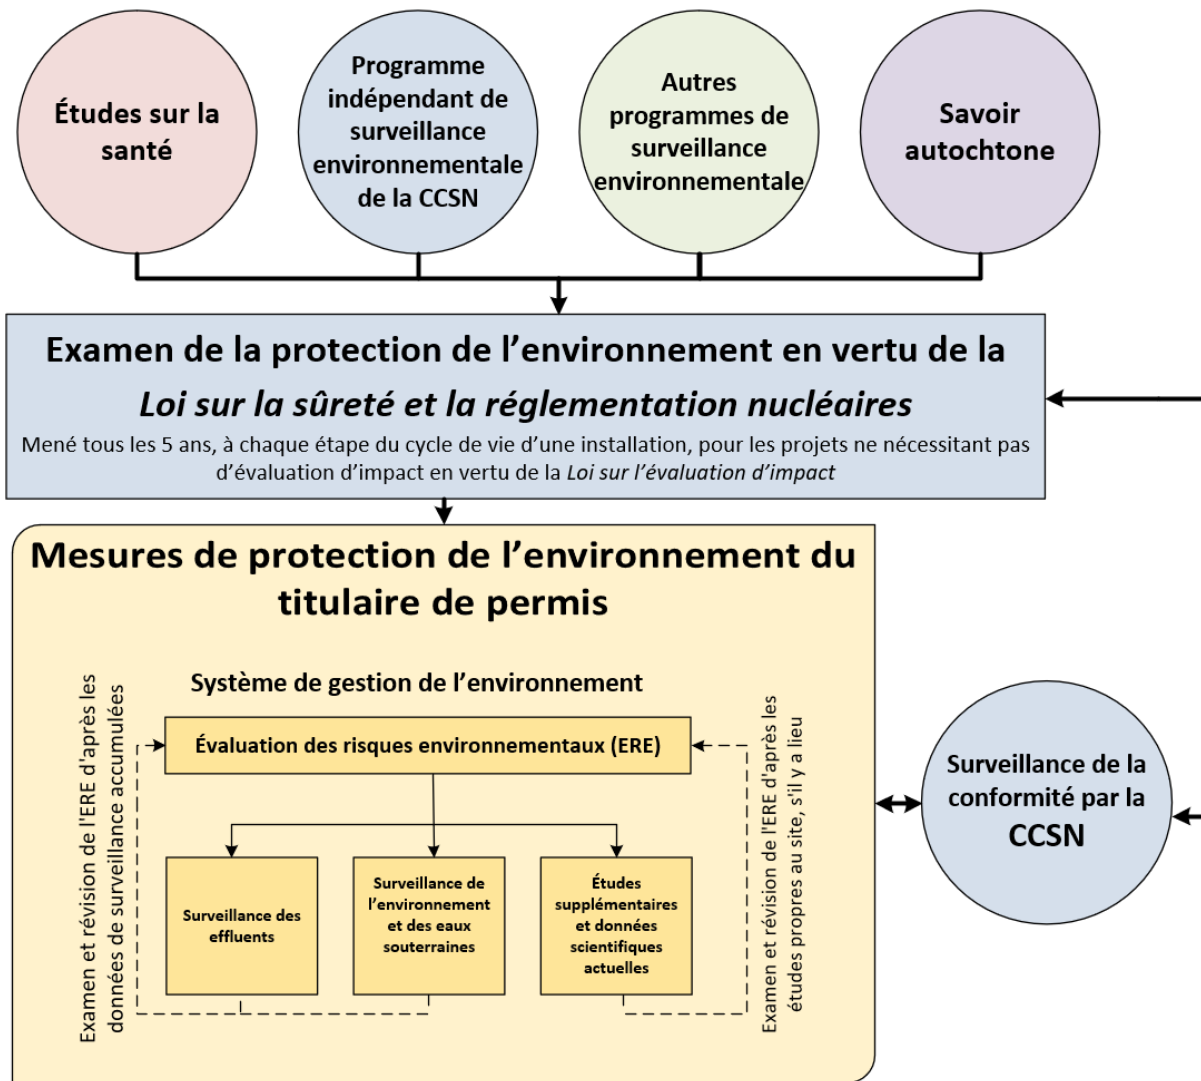 Études sur la
santé
Programme
indépendant de
surveillance
environnementale
de la CCSN
Autres
programmes de
surveillance
environnementale
Savoir
autochtone
Examen de la protection de l’environnement en vertu de la
Loi sur la sûreté et la réglementation nucléaires
Mené tous les 5 ans, à chaque étape du cycle de vie d’une installation, pour les projets ne nécessitant pas
d’évaluation d’impact en vertu de la Loi sur l’évaluation d’impact
Mesures de protection de l’environnement du
titulaire de permis
Système de gestion de l’environnement
Évaluation des risques environnementaux (ERE)
Examen et révision de l'ERE d'après les
données de surveillance accumulées
Surveillance des
effluents
Surveillance de
l’environnement
et des eaux
souterraines
Études
supplémentaires
et données
scientifiques
actuelles
Examen et révision de l'ERE d'après les
études propres au site, s'il y a lieu
Surveillance de la
conformité par la
CCSN